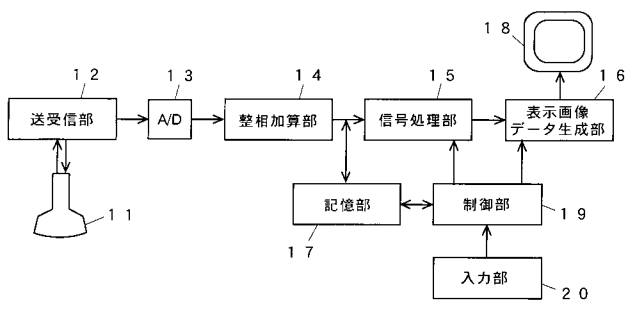 18
12
13
14
15
16
送受信部
A/D
整相加算部
信号処理部
表示画像
データ生成部
11
記憶部
17
制御部
19
入力部
20